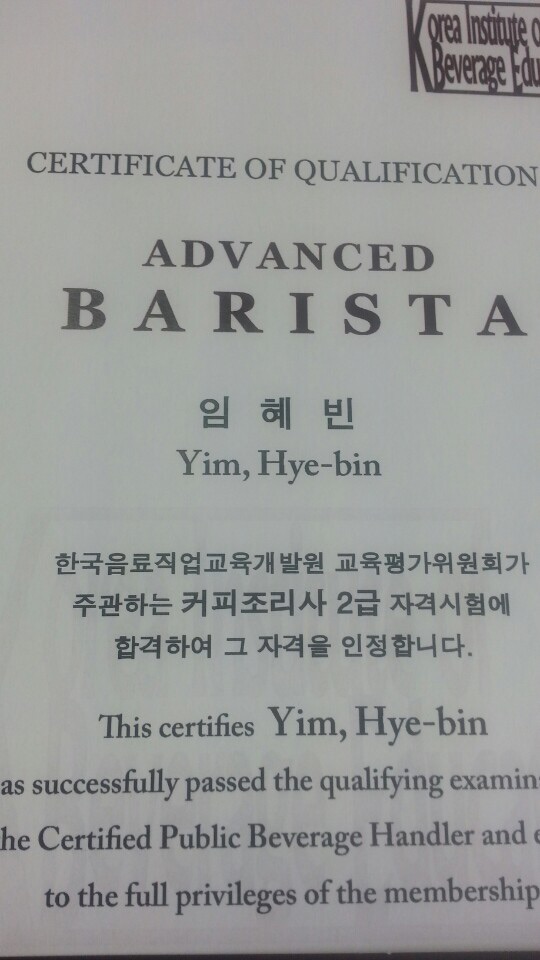 Korea Institute o
Beverage Edu
CERTIFICATE OF QUALIFICATION
ADVANCED
BARISTA
임 혜 빈
Yim, Hye-bin
한국음료직업교육개발원 교육평가위원회가
주관하는 커피조리사 2급 자격시험에
합격하여 그 자격을 인정합니다.
This certifies Yim, Hye-bin
as successfully passed the qualifying examin
he Certified Public Beverage Handler and e
to the full privileges of the membership